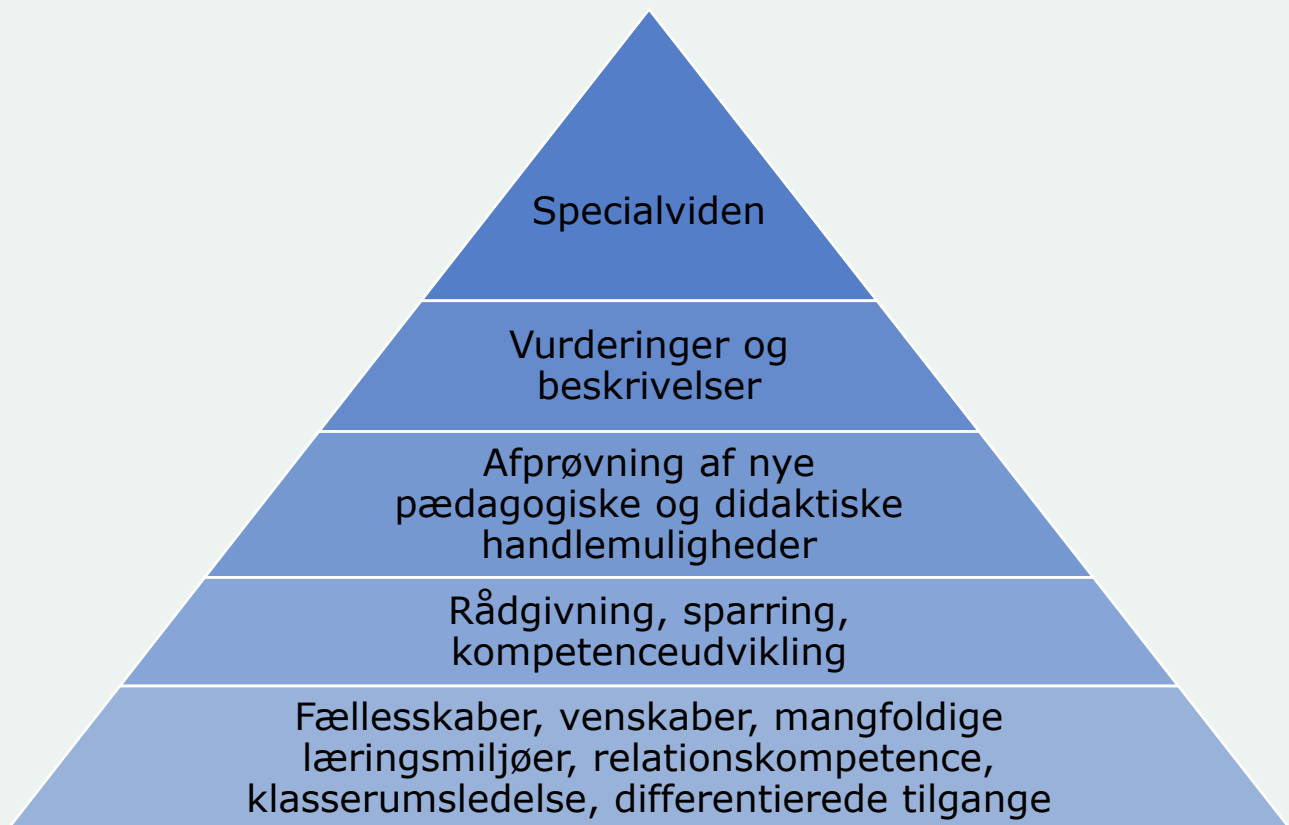 Specialviden
Vurderinger og
beskrivelser
Afprøvning af nye
pædagogiske og didaktiske
handlemuligheder
Rådgivning, sparring,
kompetenceudvikling
Fællesskaber, venskaber, mangfoldige
læringsmiljøer, relationskompetence,
klasserumsledelse, differentierede tilgange